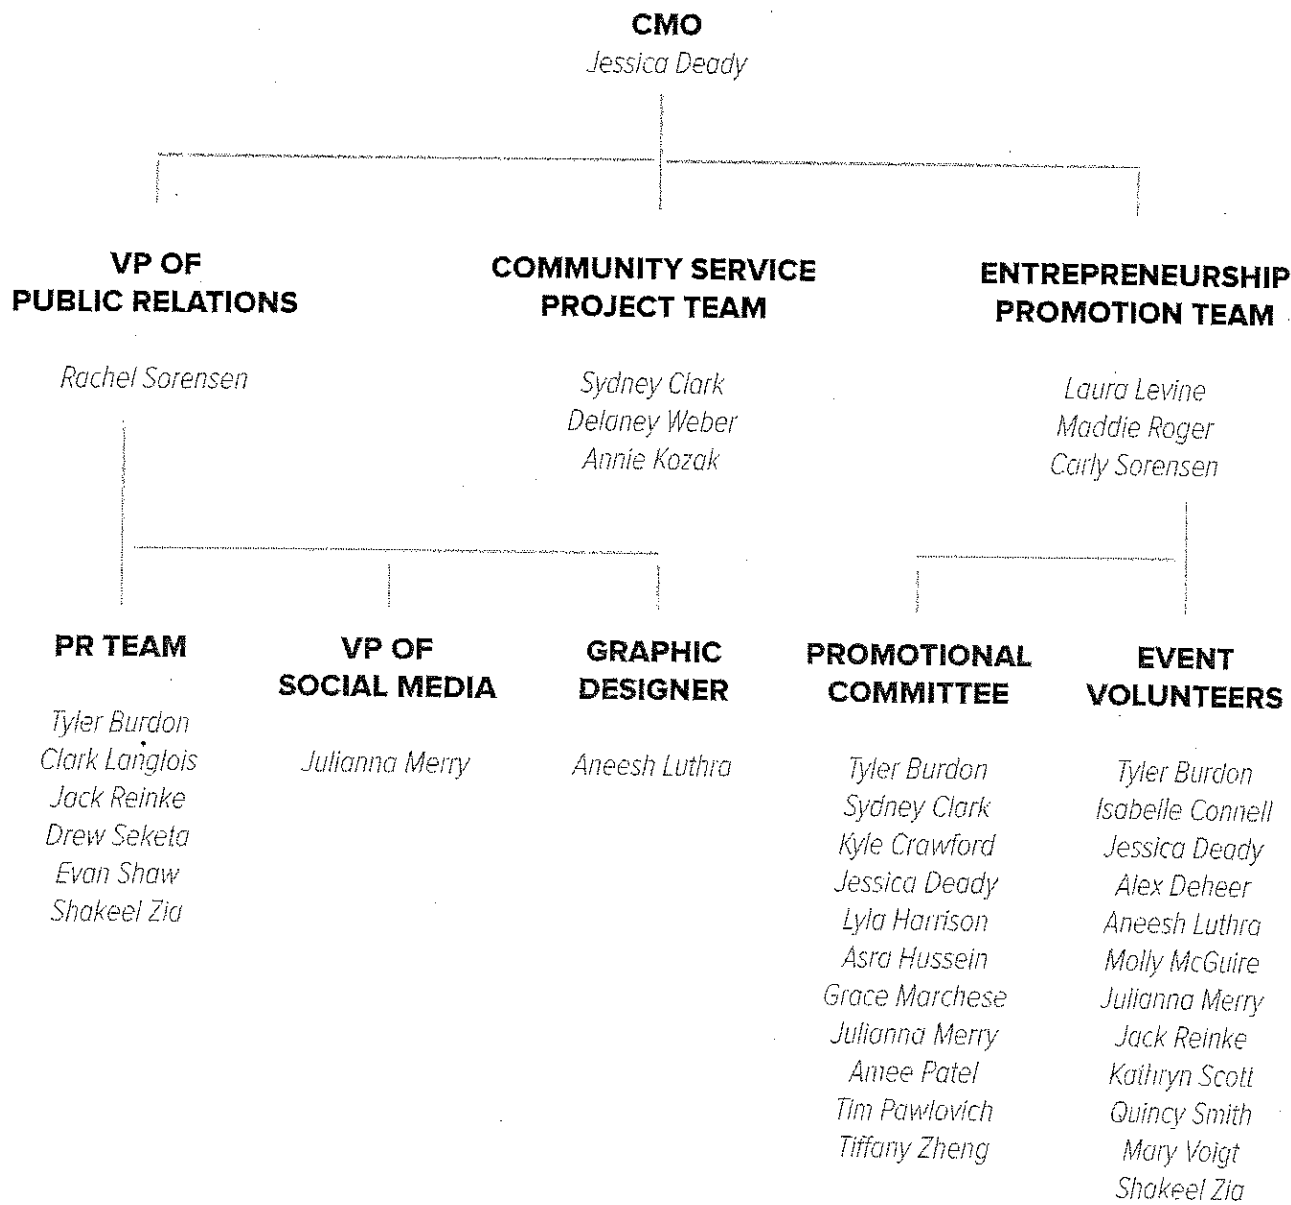 CMO
Jessica Deady
VP OF
PUBLIC RELATIONS
Rachel Sorensen
COMMUNITY SERVICE
PROJECT TEAM
Sydney Clark
Delaney Weber
Annie Kozak
ENTREPRENEURSHIP
PROMOTION TEAM
Laura Levine
Maddie Roger
Carly Sorensen
PR TEAM
Tyler Burdon
Clark Langlois
Jack Reinke
Drew Seketa
Evan Shaw
Shakeel Zia
VP OF
SOCIAL MEDIA
Julianna Merry
GRAPHIC
DESIGNER
Aneesh Luthra
PROMOTIONAL
COMMITTEE
Tyler Burdon
Sydney Clark
Kyle Crawford
Jessica Deady
Lyla Harrison
Asra Hussein
Grace Marchese
Julianna Merry
Amee Patel
Tim Pawlovich
Tiffany Zheng
EVENT
VOLUNTEERS
Tyler Burdon
Isabelle Connell
Jessica Deady
Alex Deheer
Aneesh Luthra
Molly McGuire
Julianna Merry
Jack Reinke
Kathryn Scott
Quincy Smith
Mary Voigt
Shakeel Zia